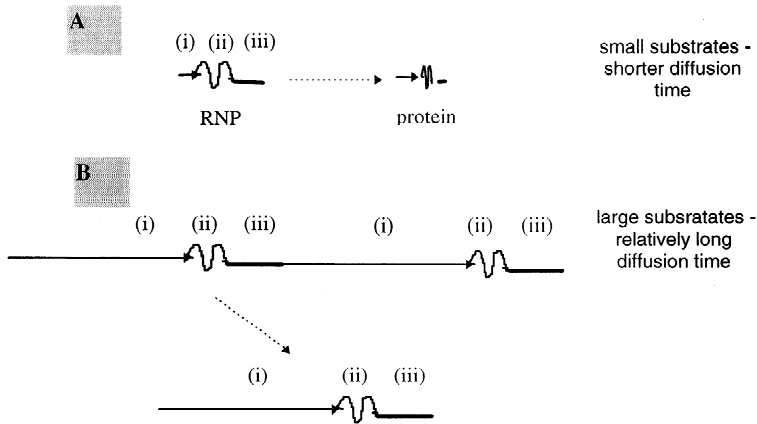 A
(i) (ii) (iii)
small substrates -
shorter diffusion
time
RNP
protein
B
(i) (ii) (iii) (i) (ii) (iii)
large subsratates -
relatively long
diffusion time
(i) (ii) (iii)